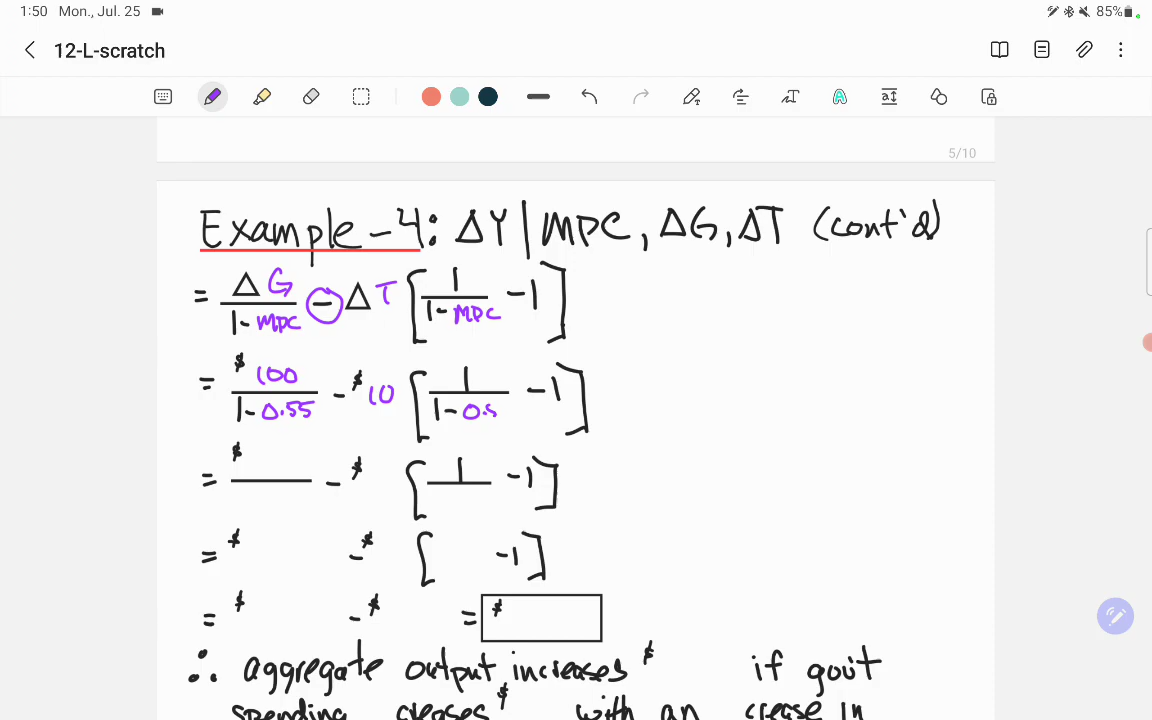 1:50 Mon., Jul. 25 85%
12-L-scratch
5/10
Example-4: ΔY | MPC, ΔG, ΔT (cont'd)
= ΔG / 1-MPC - ΔT [ 1 / 1-MPC -1 ]
= $100 / 1-0.55 - $10 [ 1 / 1-0.5 -1 ]
= $ - $ [ 1 -1 ]
= $ - $ [ -1 ]
= $ - $ = $
∴ aggregate output increases $ if gov't
spending creases $ with an crease in